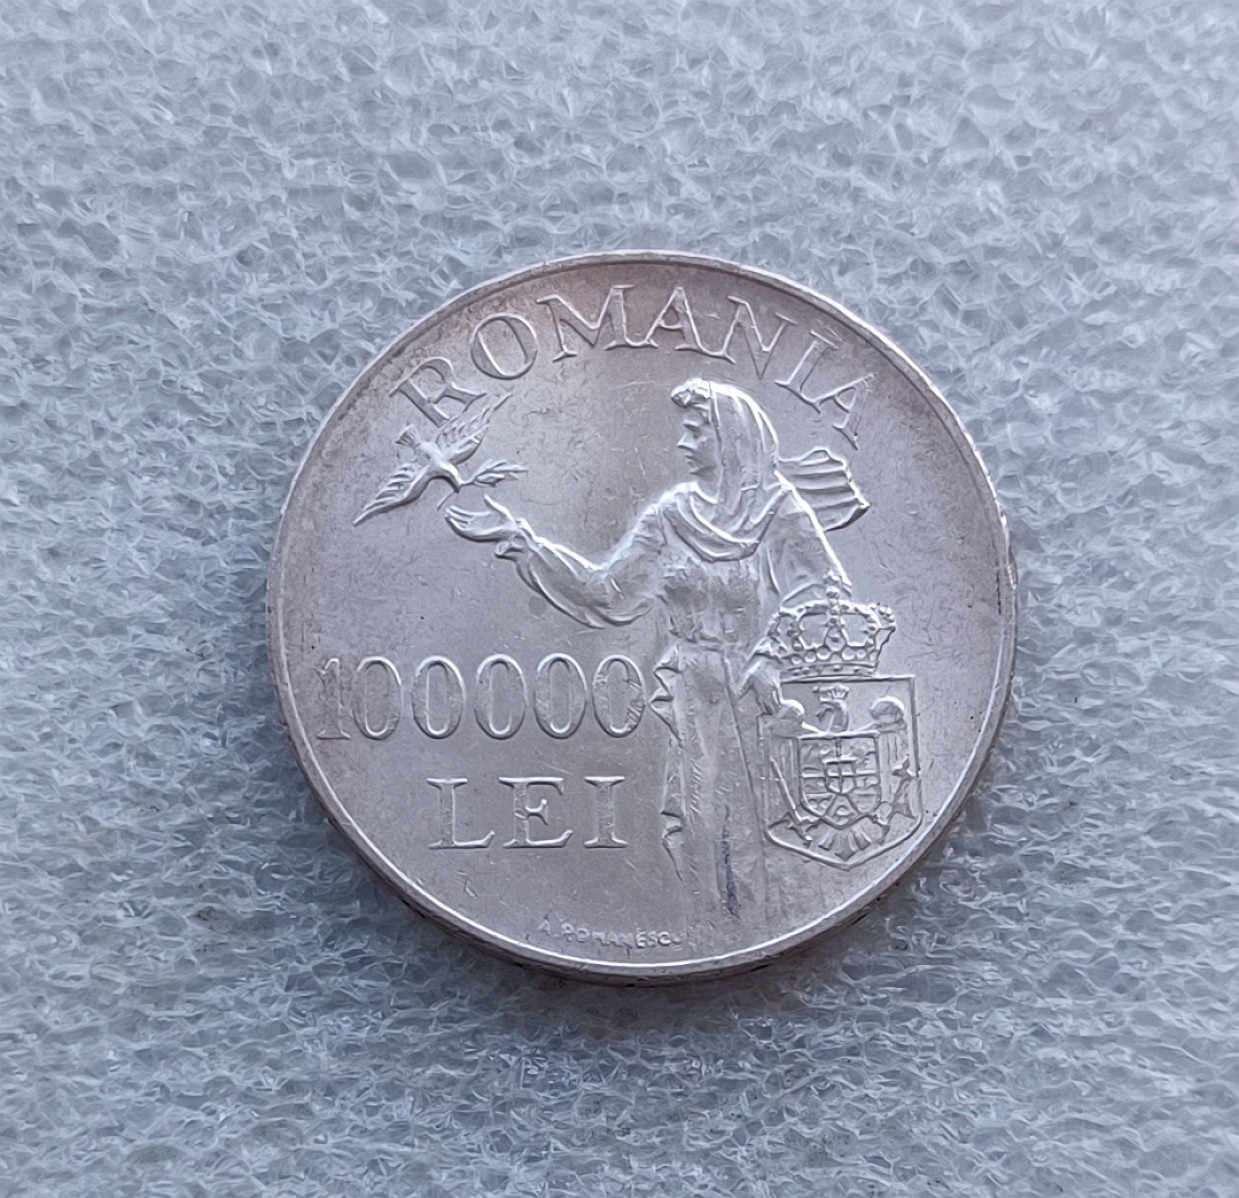 ROMANIA
100000
LEI
A. ROMANESCU